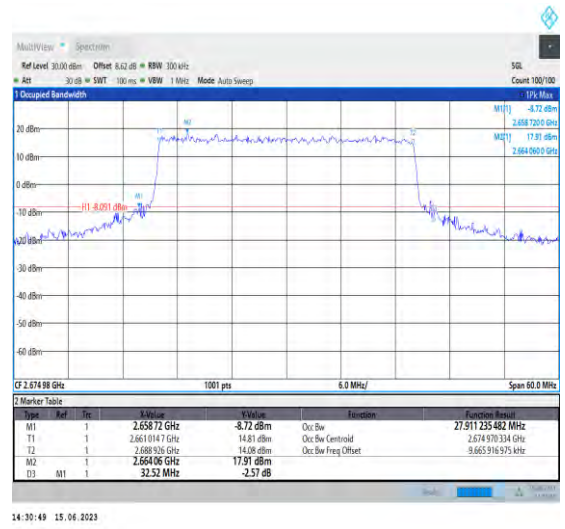 MultiView Spectrum
Ref Level 30.00 dBm Offset 8.62 dB RBW 300 kHz SGL
Att 30 dB SWT 100 ms VBW 1 MHz Mode Auto Sweep Count 100/100
1 Occupied Bandwidth 1Pk Max
M1[1] -8.72 dBm
2.658 7200 GHz
M2[1] 17.91 dBm
2.664 0600 GHz
M2
20 dBm
10 dBm
0 dBm
M1
H1 -8.091 dBm
-10 dBm
-20 dBm
-30 dBm
-40 dBm
-50 dBm
-60 dBm
CF 2.674 98 GHz 1001 pts 6.0 MHz/ Span 60.0 MHz
2 Marker Table
Type Ref Trc X-Value Y-Value Function Function Result
M1 1 2.658 72 GHz -8.72 dBm Occ Bw 27.911 235 482 MHz
T1 1 2.661 014 7 GHz 14.81 dBm Occ Bw Centroid 2.674 970 334 GHz
T2 1 2.688 926 GHz 14.08 dBm Occ Bw Freq Offset -9.665 916 975 kHz
M2 1 2.664 06 GHz 17.91 dBm
D3 M1 1 32.52 MHz -2.57 dB
14:30:49 15.06.2023